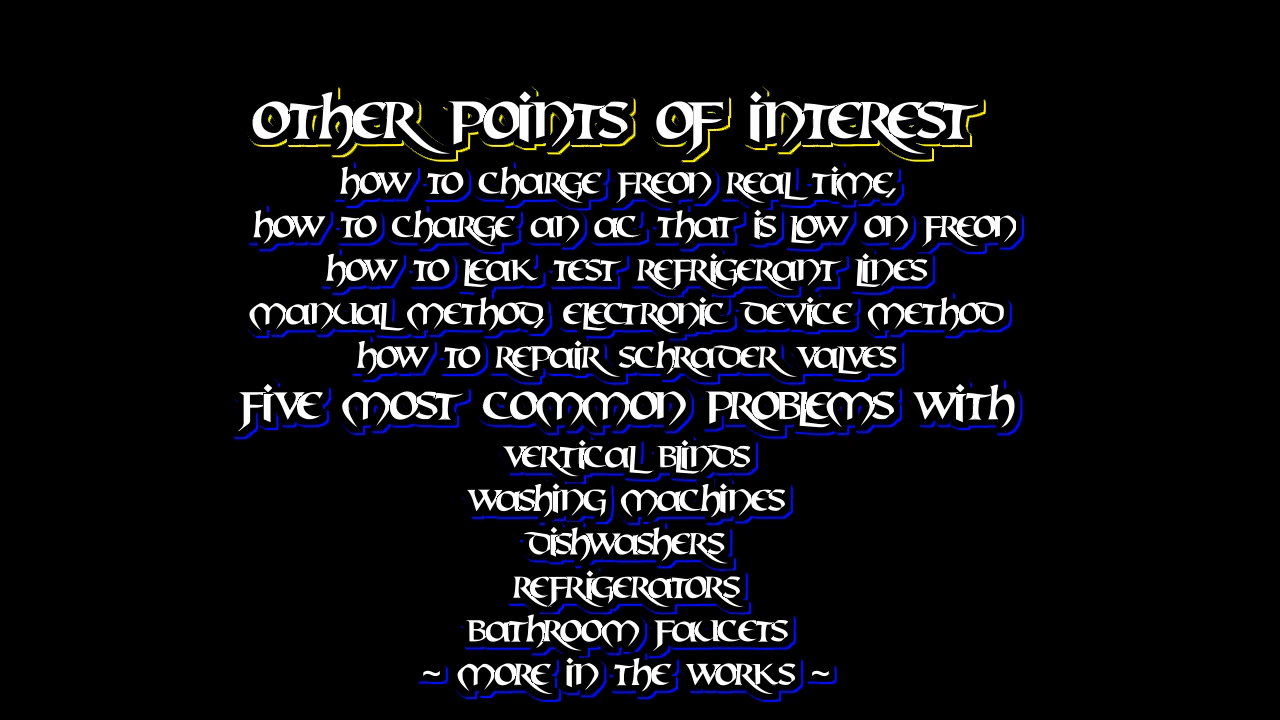 OTHER POINTS OF INTEREST
HOW TO CHARGE FREON REAL TIME,
HOW TO CHARGE AN AC THAT IS LOW ON FREON
HOW TO LEAK TEST REFRIGERANT LINES
MANUAL METHOD, ELECTRONIC DEVICE METHOD
HOW TO REPAIR SCHRADER VALVES
FIVE MOST COMMON PROBLEMS WITH
VERTICAL BLINDS
WASHING MACHINES
DISHWASHERS
REFRIGERATORS
BATHROOM FAUCETS
~ MORE IN THE WORKS ~